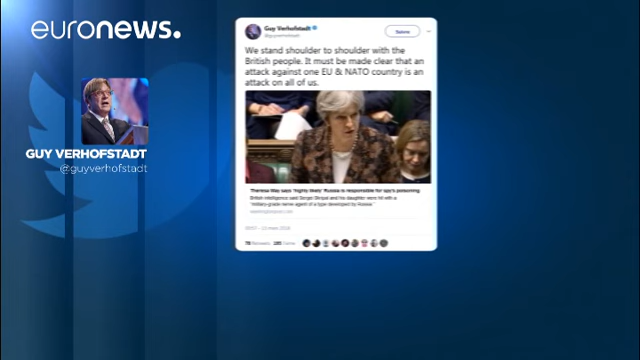 euronews.
Guy Verhofstadt
@guyverhofstadt
We stand shoulder to shoulder with the
British people. It must be made clear that an
attack against one EU & NATO country is an
attack on all of us.
Theresa May says 'highly likely' Russia is responsible for spy's poisoning
British intelligence said Sergei Skripal and his daughter were hit with a
"military-grade nerve agent of a type developed by Russia."
GUY VERHOFSTADT
@guyverhofstadt